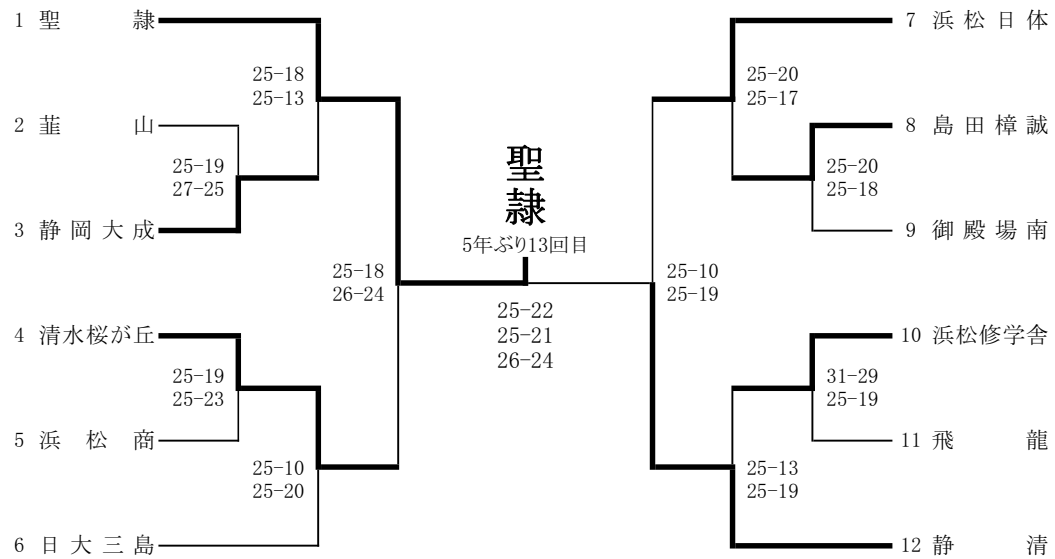 1 聖隷
25-18
25-13
2 韮山
25-19
27-25
3 静岡大成
25-18
26-24
4 清水桜が丘
25-19
25-23
5 浜松商
25-10
25-20
6 日大三島
聖隷
5年ぶり13回目
25-22
25-21
26-24
7 浜松日体
25-20
25-17
8 島田樟誠
25-20
25-18
9 御殿場南
25-10
25-19
10 浜松修学舎
31-29
25-19
11 飛龍
25-13
25-19
12 静清